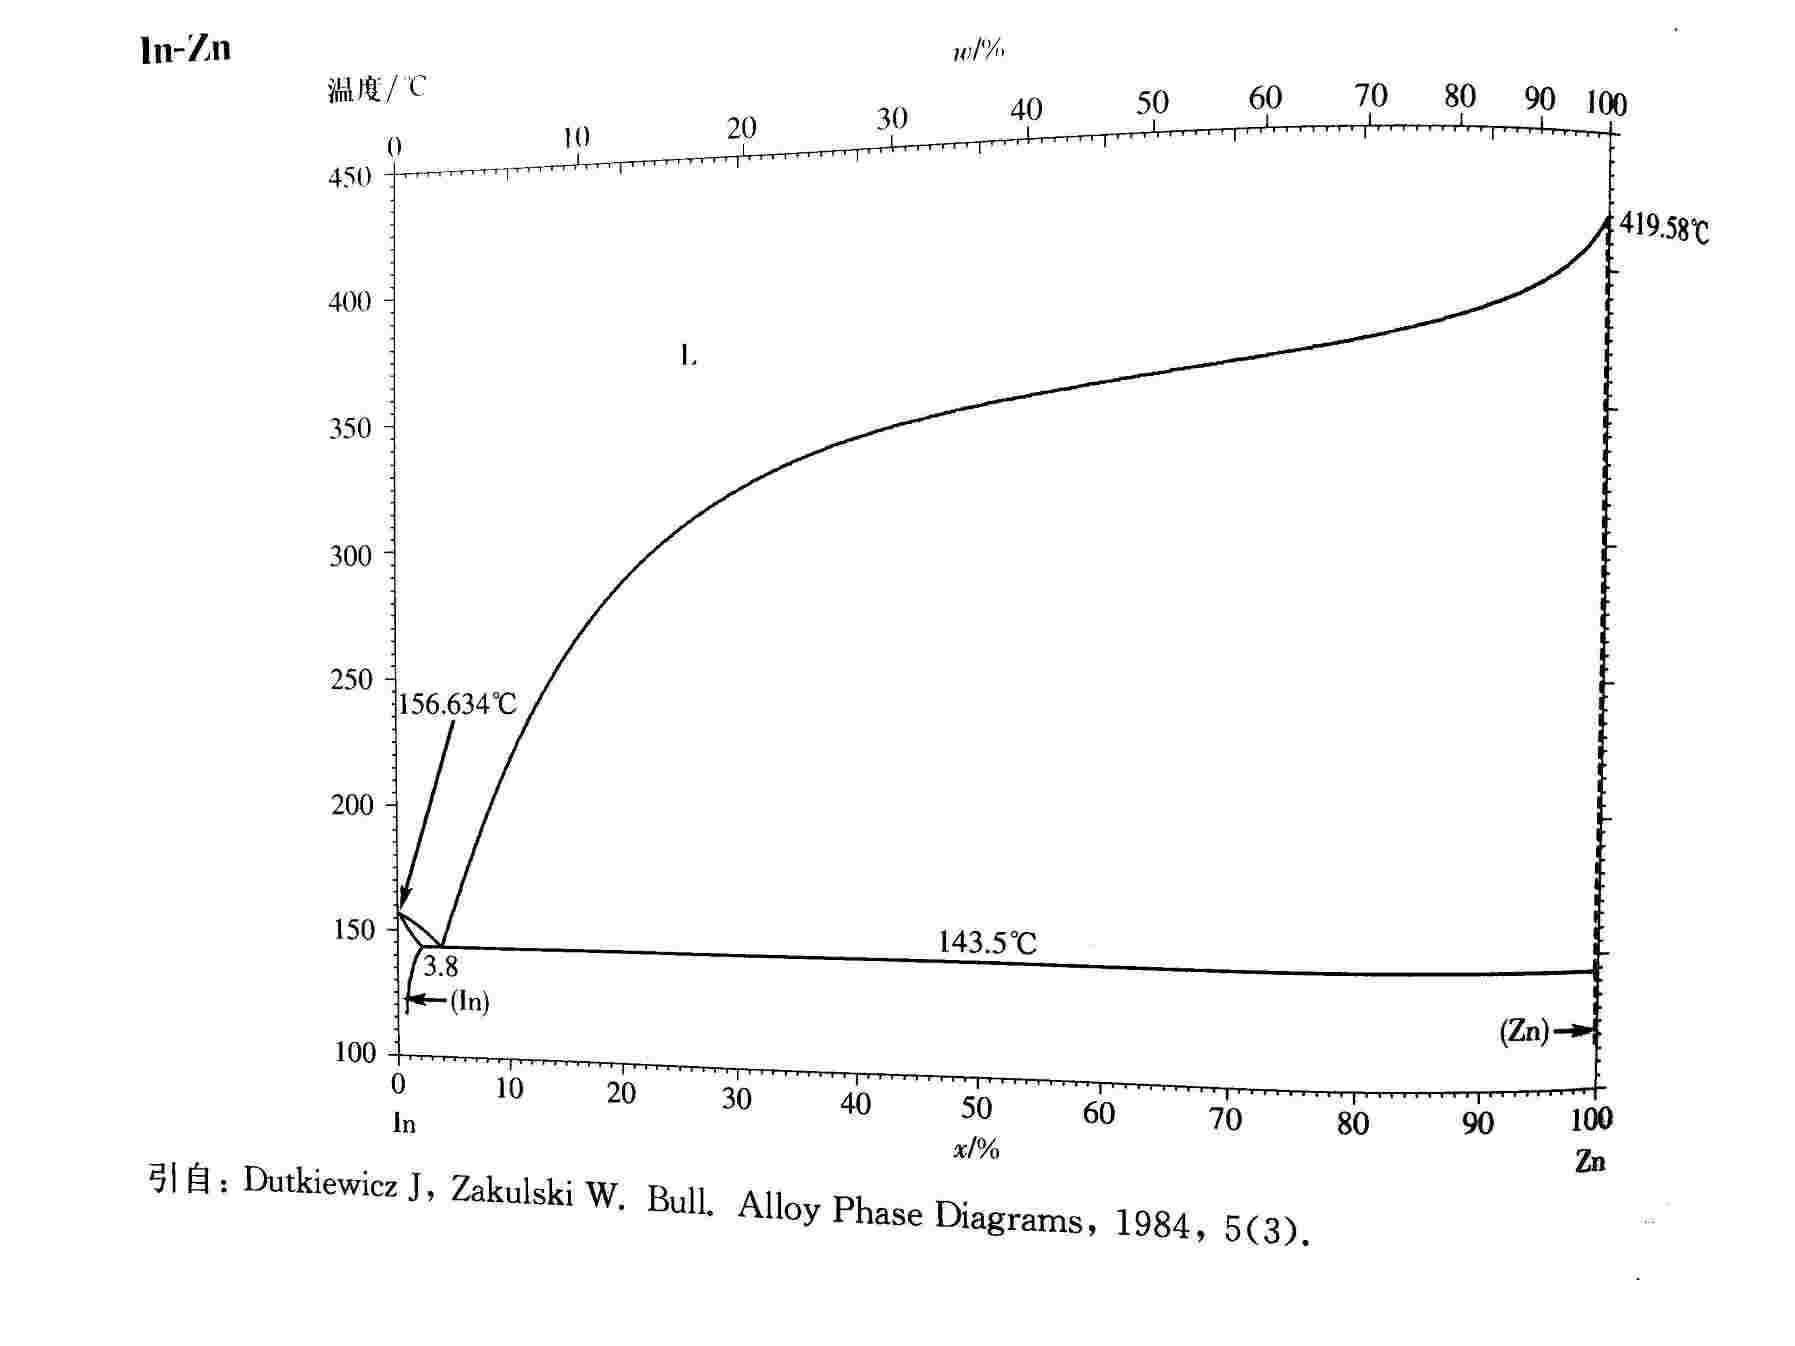 In-Zn
w/%
温度/℃
0 10 20 30 40 50 60 70 80 90 100
450
419.58℃
400
L
350
300
250
156.634℃
200
150
143.5℃
3.8
(In)
(Zn)
100
0 10 20 30 40 50 60 70 80 90 100
In
x/%
Zn
引自: Dutkiewicz J, Zakulski W. Bull. Alloy Phase Diagrams, 1984, 5(3).